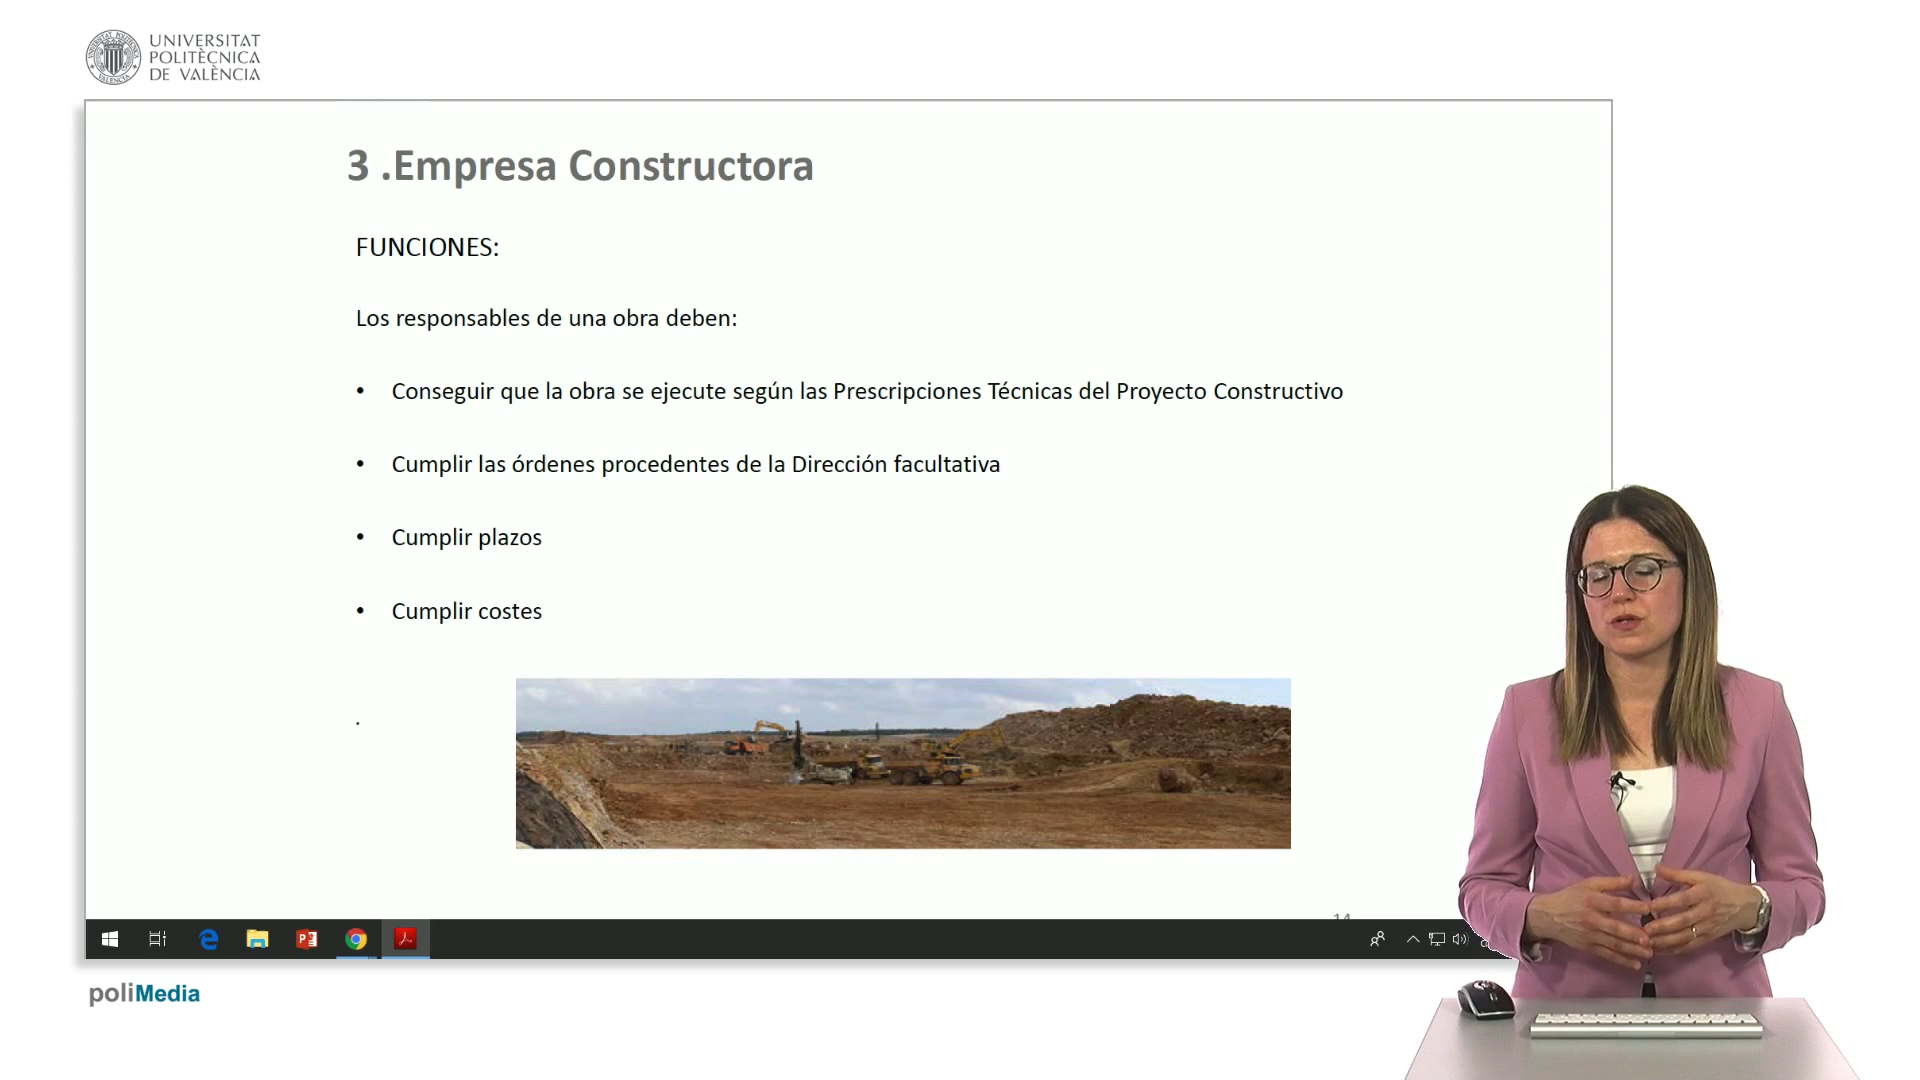 UNIVERSITAT
POLITÈCNICA
DE VALÈNCIA
3 .Empresa Constructora
FUNCIONES:
Los responsables de una obra deben:
• Conseguir que la obra se ejecute según las Prescripciones Técnicas del Proyecto Constructivo
• Cumplir las órdenes procedentes de la Dirección facultativa
• Cumplir plazos
• Cumplir costes
.
poliMedia